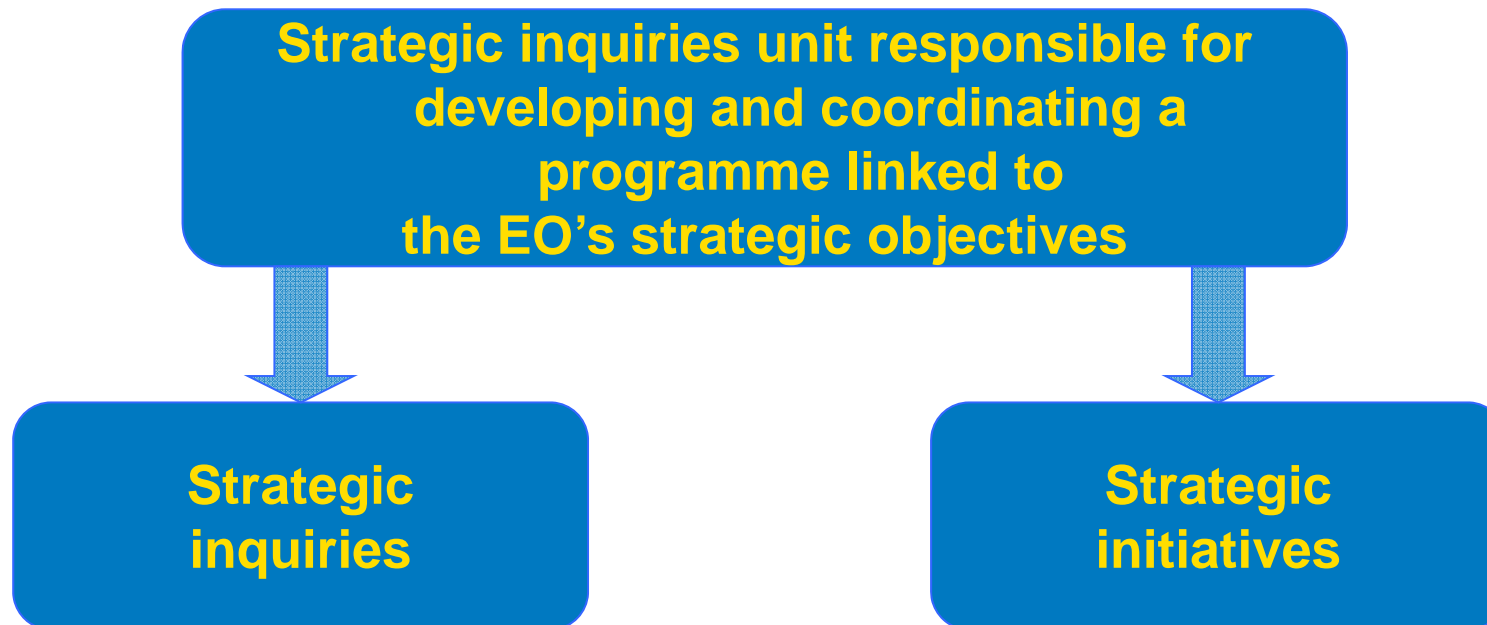 Strategic inquiries unit responsible for
developing and coordinating a
programme linked to
the EO’s strategic objectives
Strategic
inquiries
Strategic
initiatives